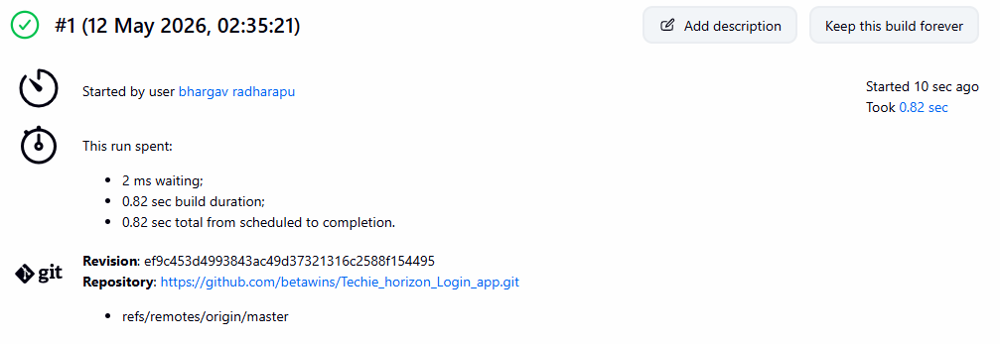 #1 (12 May 2026, 02:35:21)
Add description
Keep this build forever
Started by user bhargav radharapu
Started 10 sec ago
Took 0.82 sec
This run spent:
2 ms waiting;
0.82 sec build duration;
0.82 sec total from scheduled to completion.
git
Revision: ef9c453d4993843ac49d37321316c2588f154495
Repository: https://github.com/betawins/Techie_horizon_Login_app.git
refs/remotes/origin/master